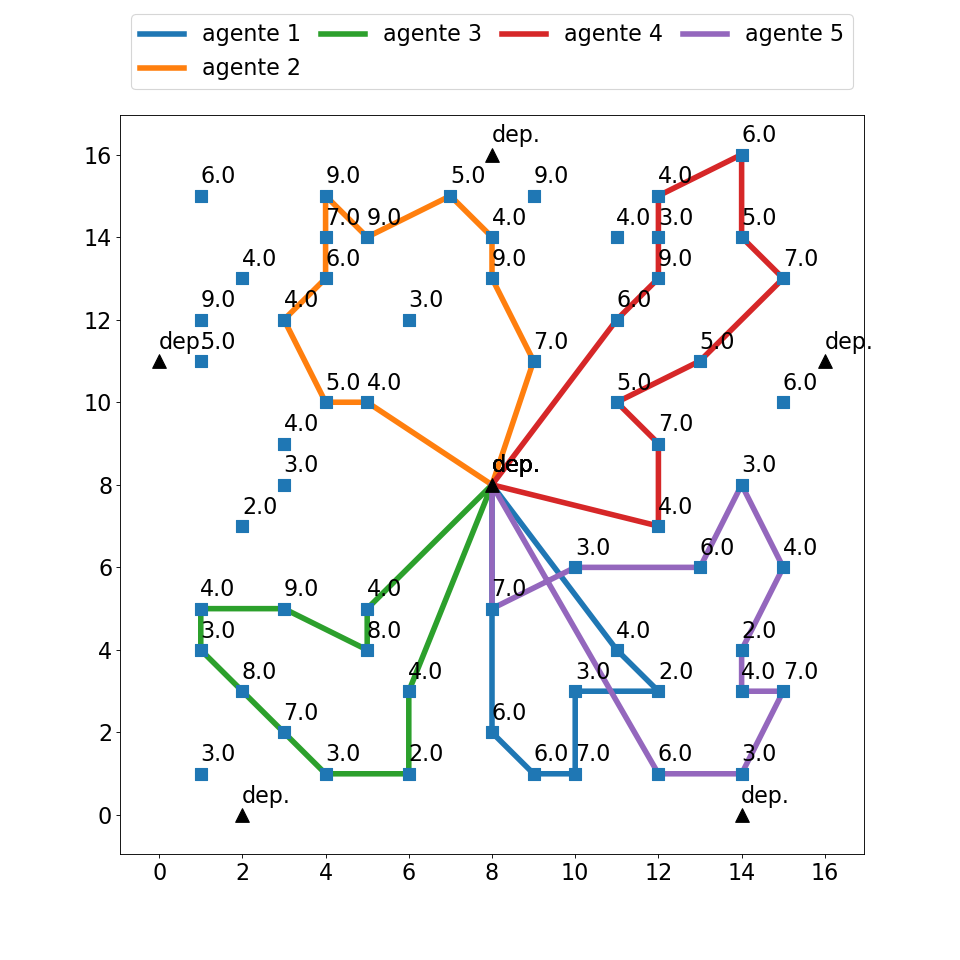 agente 1 agente 3 agente 4 agente 5
agente 2
dep. 6.0
6.0 9.0 5.0 9.0 4.0
7.0 9.0 4.0 4.0 3.0 5.0
4.0 6.0 9.0 9.0 7.0
9.0 4.0 3.0 6.0
dep. 5.0 7.0 5.0 dep.
5.0 4.0 5.0 6.0
4.0 7.0
3.0 dep. 3.0
2.0 4.0
3.0 6.0 4.0
4.0 9.0 4.0 7.0
3.0 8.0 4.0 2.0
8.0 4.0 3.0 2.0 4.0 7.0
7.0 6.0
3.0 3.0 2.0 6.0 7.0 6.0 3.0
dep. dep.
16
14
12
10
8
6
4
2
0
0 2 4 6 8 10 12 14 16